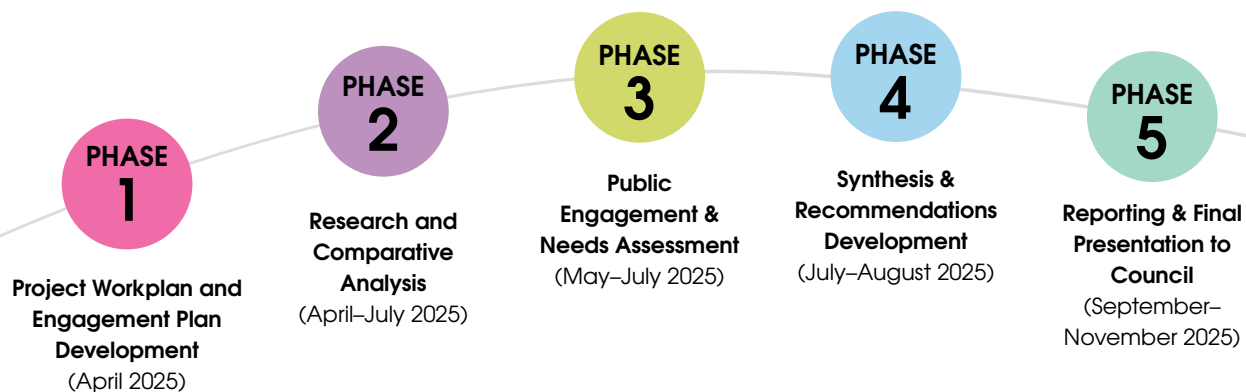 PHASE
1
Project Workplan and
Engagement Plan
Development
(April 2025)
PHASE
2
Research and
Comparative
Analysis
(April–July 2025)
PHASE
3
Public
Engagement &
Needs Assessment
(May–July 2025)
PHASE
4
Synthesis &
Recommendations
Development
(July–August 2025)
PHASE
5
Reporting & Final
Presentation to
Council
(September–
November 2025)